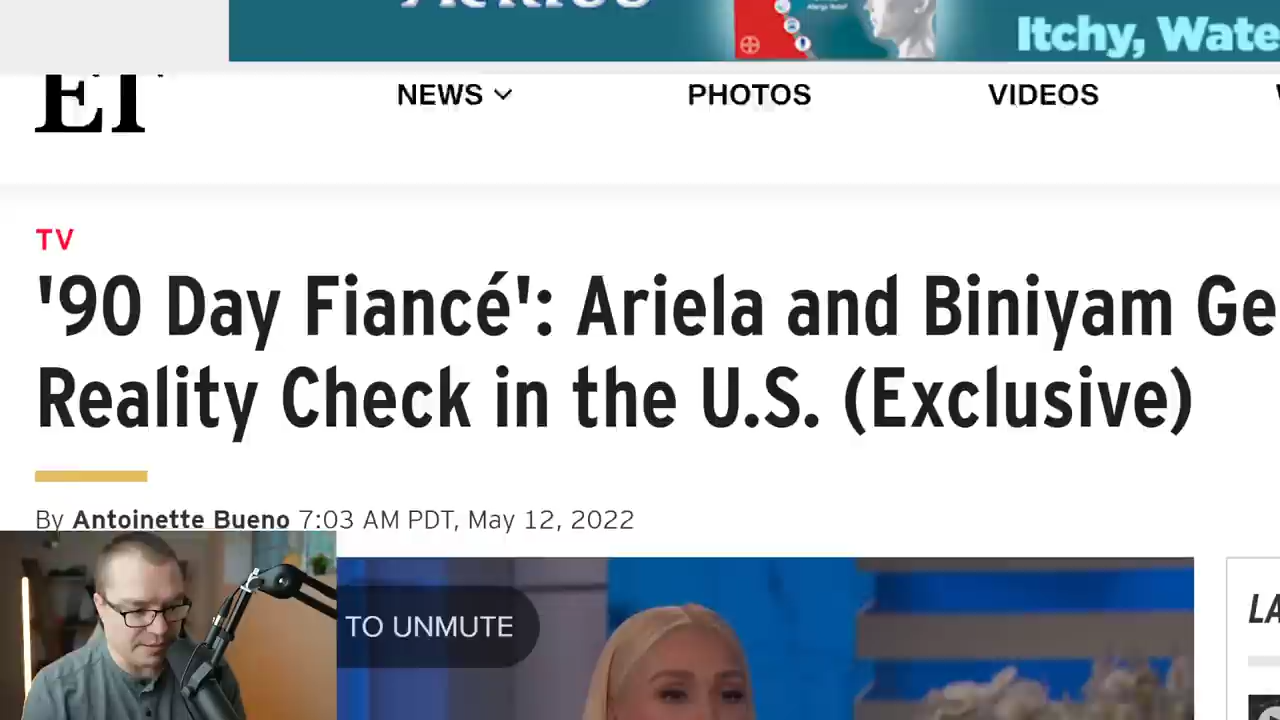 Itchy, Wate
ET
NEWS
PHOTOS
VIDEOS
TV
'90 Day Fiancé': Ariela and Biniyam Ge
Reality Check in the U.S. (Exclusive)
By Antoinette Bueno 7:03 AM PDT, May 12, 2022
TO UNMUTE
LA